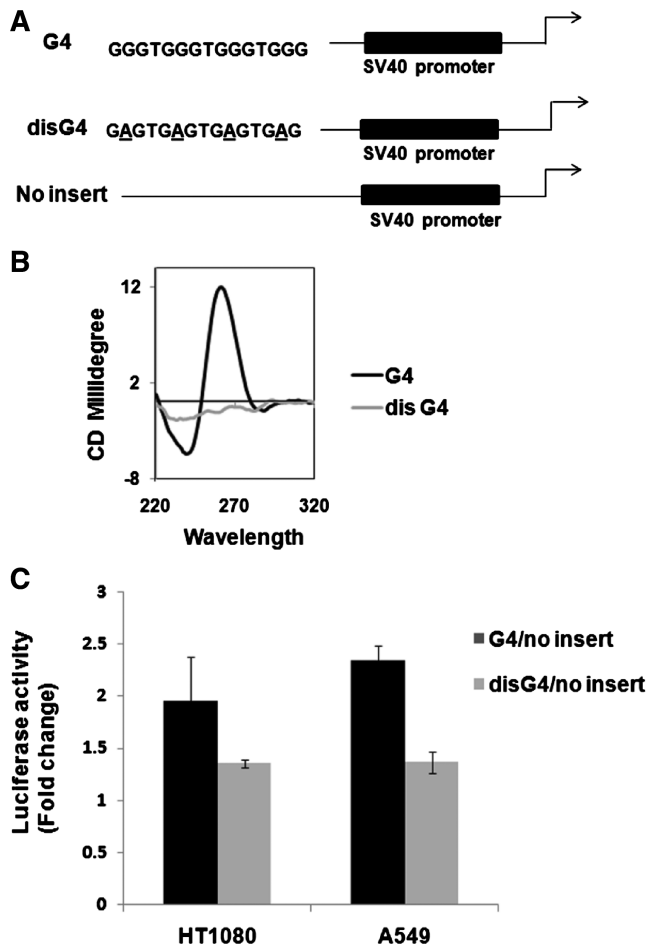 A
G4
GGGTGGGTGGGTGGG
SV40 promoter
disG4
GAGTGAGTGAGTGAG
SV40 promoter
No insert
SV40 promoter
B
CD Millidegree
12
2
-8
220 270 320
Wavelength
G4
dis G4
C
Luciferase activity
(Fold change)
3
2.5
2
1.5
1
0.5
0
HT1080 A549
G4/no insert
disG4/no insert